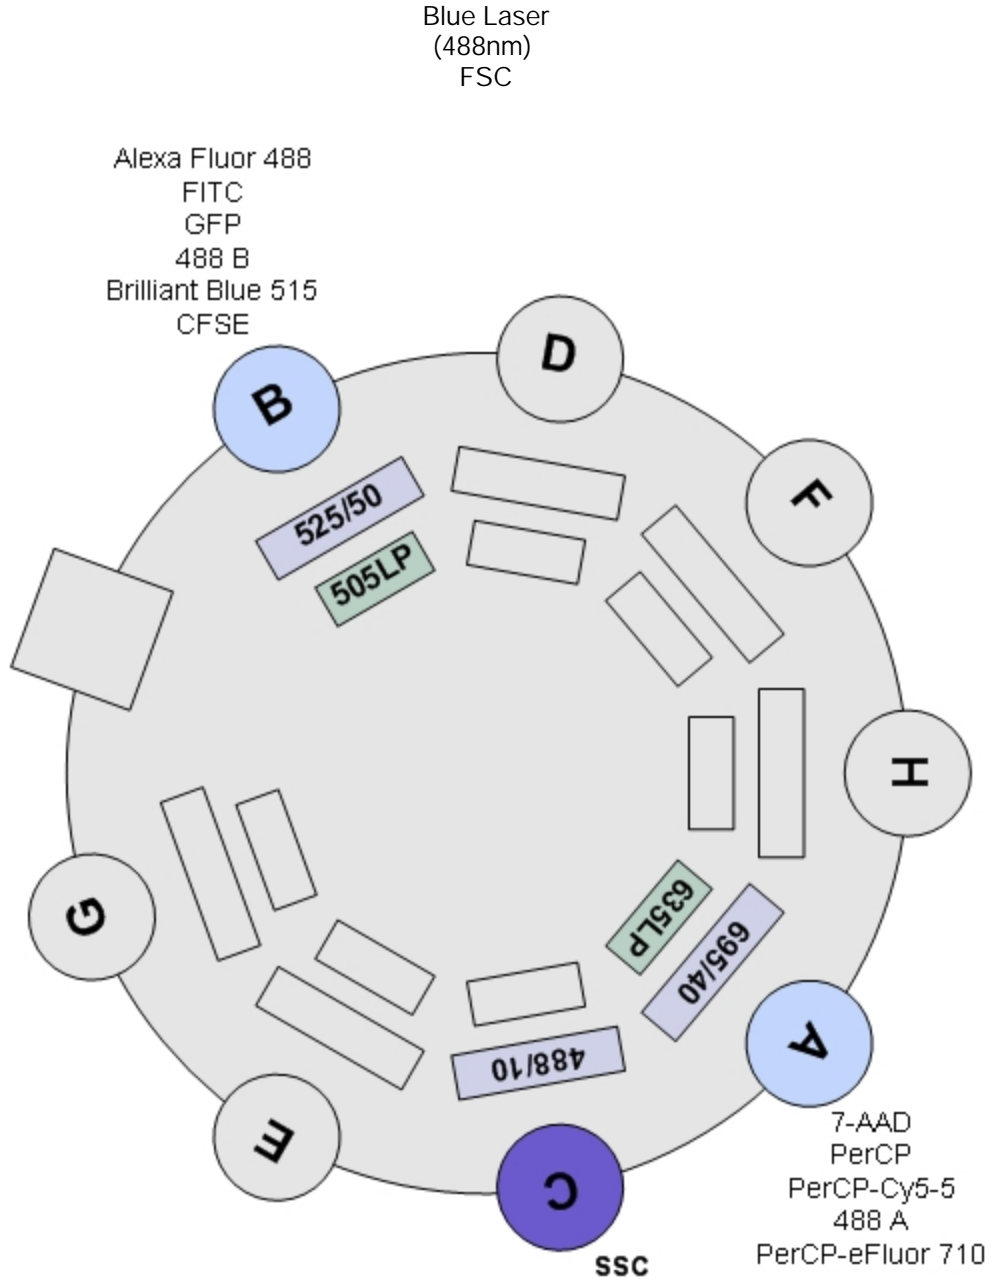 Blue Laser
(488nm)
FSC
Alexa Fluor 488
FITC
GFP
488 B
Brilliant Blue 515
CFSE
B
D
F
525/50
505LP
H
635LP
695/40
G
488/10
A
E
C
7-AAD
PerCP
PerCP-Cy5-5
488 A
PerCP-eFluor 710
SSC